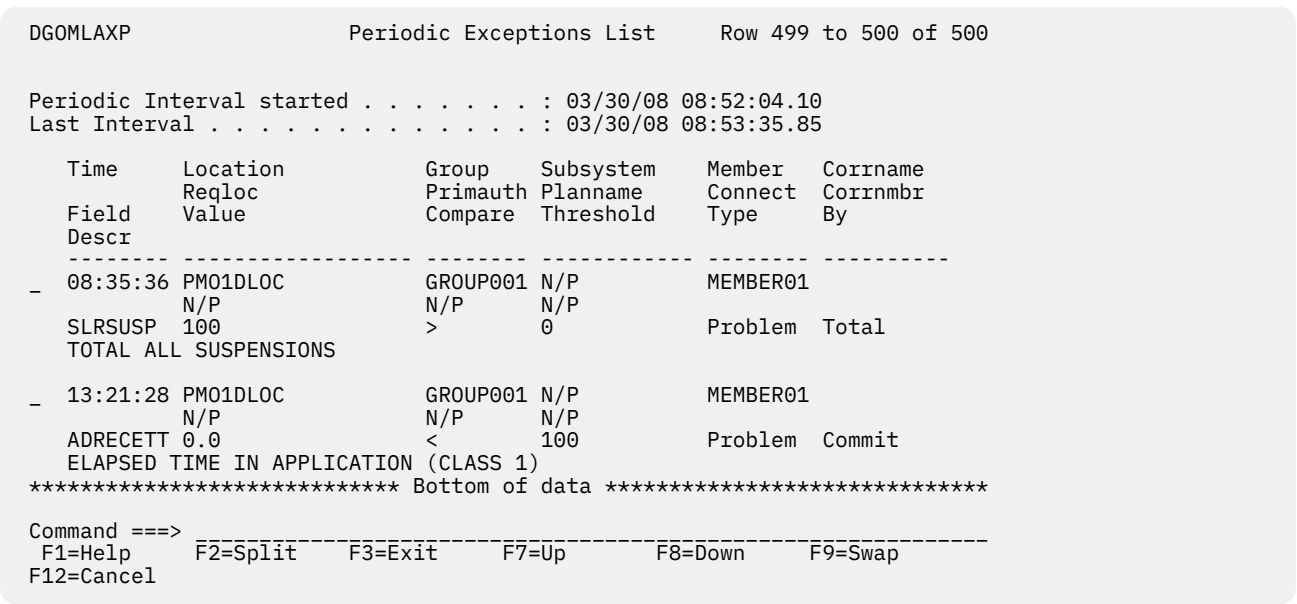 DGOMLAXP                 Periodic Exceptions List     Row 499 to 500 of 500
Periodic Interval started . . . . . . . : 03/30/08 08:52:04.10
Last Interval . . . . . . . . . . . . . : 03/30/08 08:53:35.85
   Time     Location           Group    Subsystem    Member   Corrname
            Reqloc             Primauth Planname     Connect  Corrnmbr
   Field    Value              Compare  Threshold    Type     By
   Descr
   -------- ------------------ -------- ------------ -------- ----------
_  08:35:36 PMO1DLOC           GROUP001 N/P          MEMBER01
            N/P                N/P      N/P
   SLRSUSP  100                >        0            Problem  Total
   TOTAL ALL SUSPENSIONS
_  13:21:28 PMO1DLOC           GROUP001 N/P          MEMBER01
            N/P                N/P      N/P
   ADRECETT 0.0                <        100          Problem  Commit
   ELAPSED TIME IN APPLICATION (CLASS 1)
***************************** Bottom of data ******************************
Command ===> ______________________________________________________________
 F1=Help     F2=Split    F3=Exit     F7=Up       F8=Down     F9=Swap
F12=Cancel